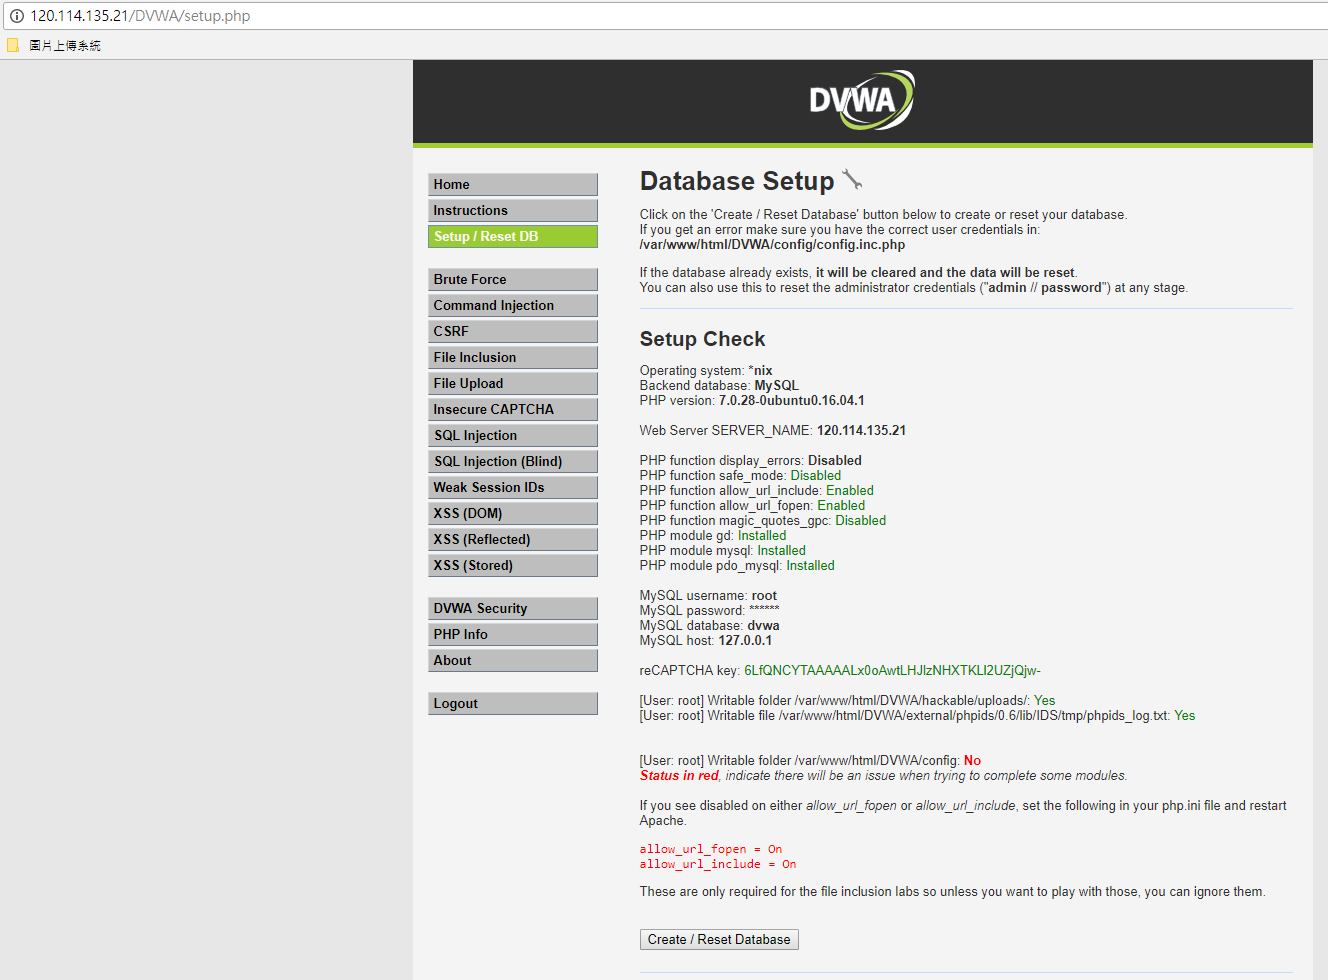 120.114.135.21/DVWA/setup.php
圖片上傳系統
DVWA
Home
Instructions
Setup / Reset DB
Brute Force
Command Injection
CSRF
File Inclusion
File Upload
Insecure CAPTCHA
SQL Injection
SQL Injection (Blind)
Weak Session IDs
XSS (DOM)
XSS (Reflected)
XSS (Stored)
DVWA Security
PHP Info
About
Logout
Database Setup
Click on the 'Create / Reset Database' button below to create or reset your database.
If you get an error make sure you have the correct user credentials in:
/var/www/html/DVWA/config/config.inc.php
If the database already exists, it will be cleared and the data will be reset.
You can also use this to reset the administrator credentials ("admin // password") at any stage.
Setup Check
Operating system: *nix
Backend database: MySQL
PHP version: 7.0.28-0ubuntu0.16.04.1
Web Server SERVER_NAME: 120.114.135.21
PHP function display_errors: Disabled
PHP function safe_mode: Disabled
PHP function allow_url_include: Enabled
PHP function allow_url_fopen: Enabled
PHP function magic_quotes_gpc: Disabled
PHP module gd: Installed
PHP module mysql: Installed
PHP module pdo_mysql: Installed
MySQL username: root
MySQL password: ******
MySQL database: dvwa
MySQL host: 127.0.0.1
reCAPTCHA key:
[User: root] Writable folder /var/www/html/DVWA/hackable/uploads/: Yes
[User: root] Writable file /var/www/html/DVWA/external/phpids/0.6/lib/IDS/tmp/phpids_log.txt: Yes
[User: root] Writable folder /var/www/html/DVWA/config: No
Status in red, indicate there will be an issue when trying to complete some modules.
If you see disabled on either allow_url_fopen or allow_url_include, set the following in your php.ini file and restart
Apache.
allow_url_fopen = On
allow_url_include = On
These are only required for the file inclusion labs so unless you want to play with those, you can ignore them.
Create / Reset Database